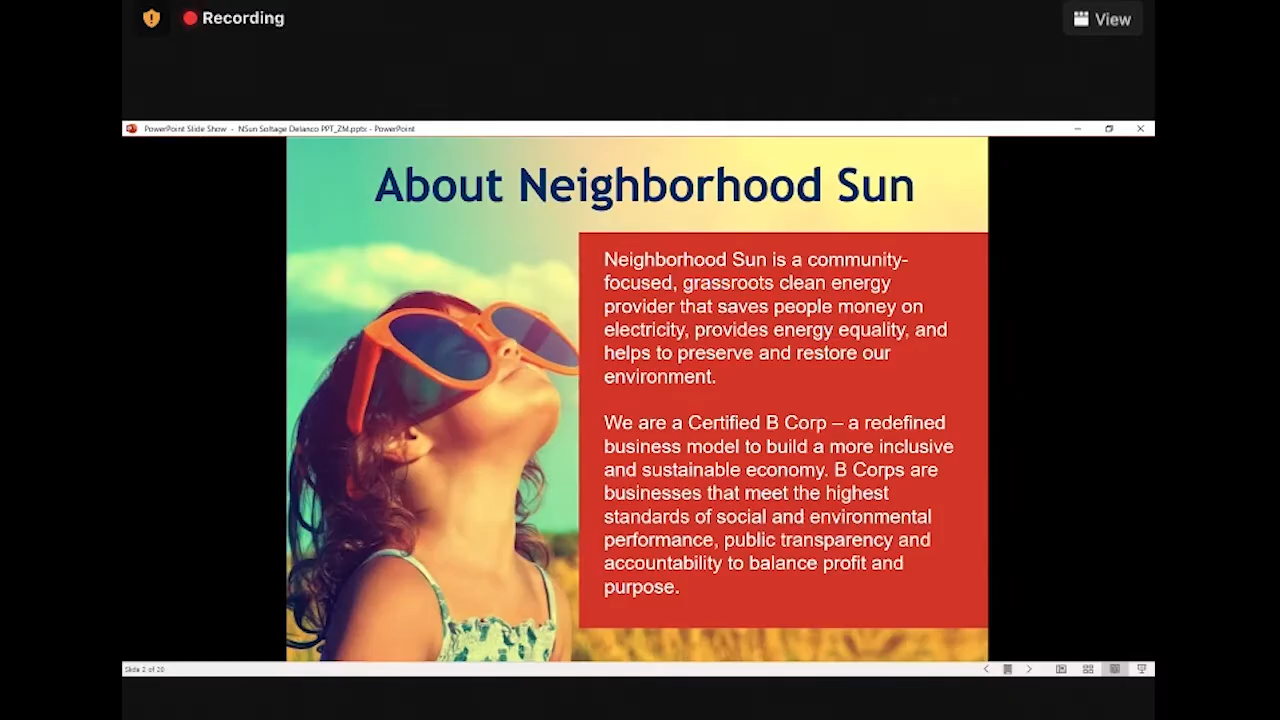 Recording
View
PowerPoint Slide Show - NSun Soltage Delanco PPT_ZM.pptx - PowerPoint
About Neighborhood Sun
Neighborhood Sun is a community-
focused, grassroots clean energy
provider that saves people money on
electricity, provides energy equality, and
helps to preserve and restore our
environment.
We are a Certified B Corp – a redefined
business model to build a more inclusive
and sustainable economy. B Corps are
businesses that meet the highest
standards of social and environmental
performance, public transparency and
accountability to balance profit and
purpose.
Slide 2 of 20